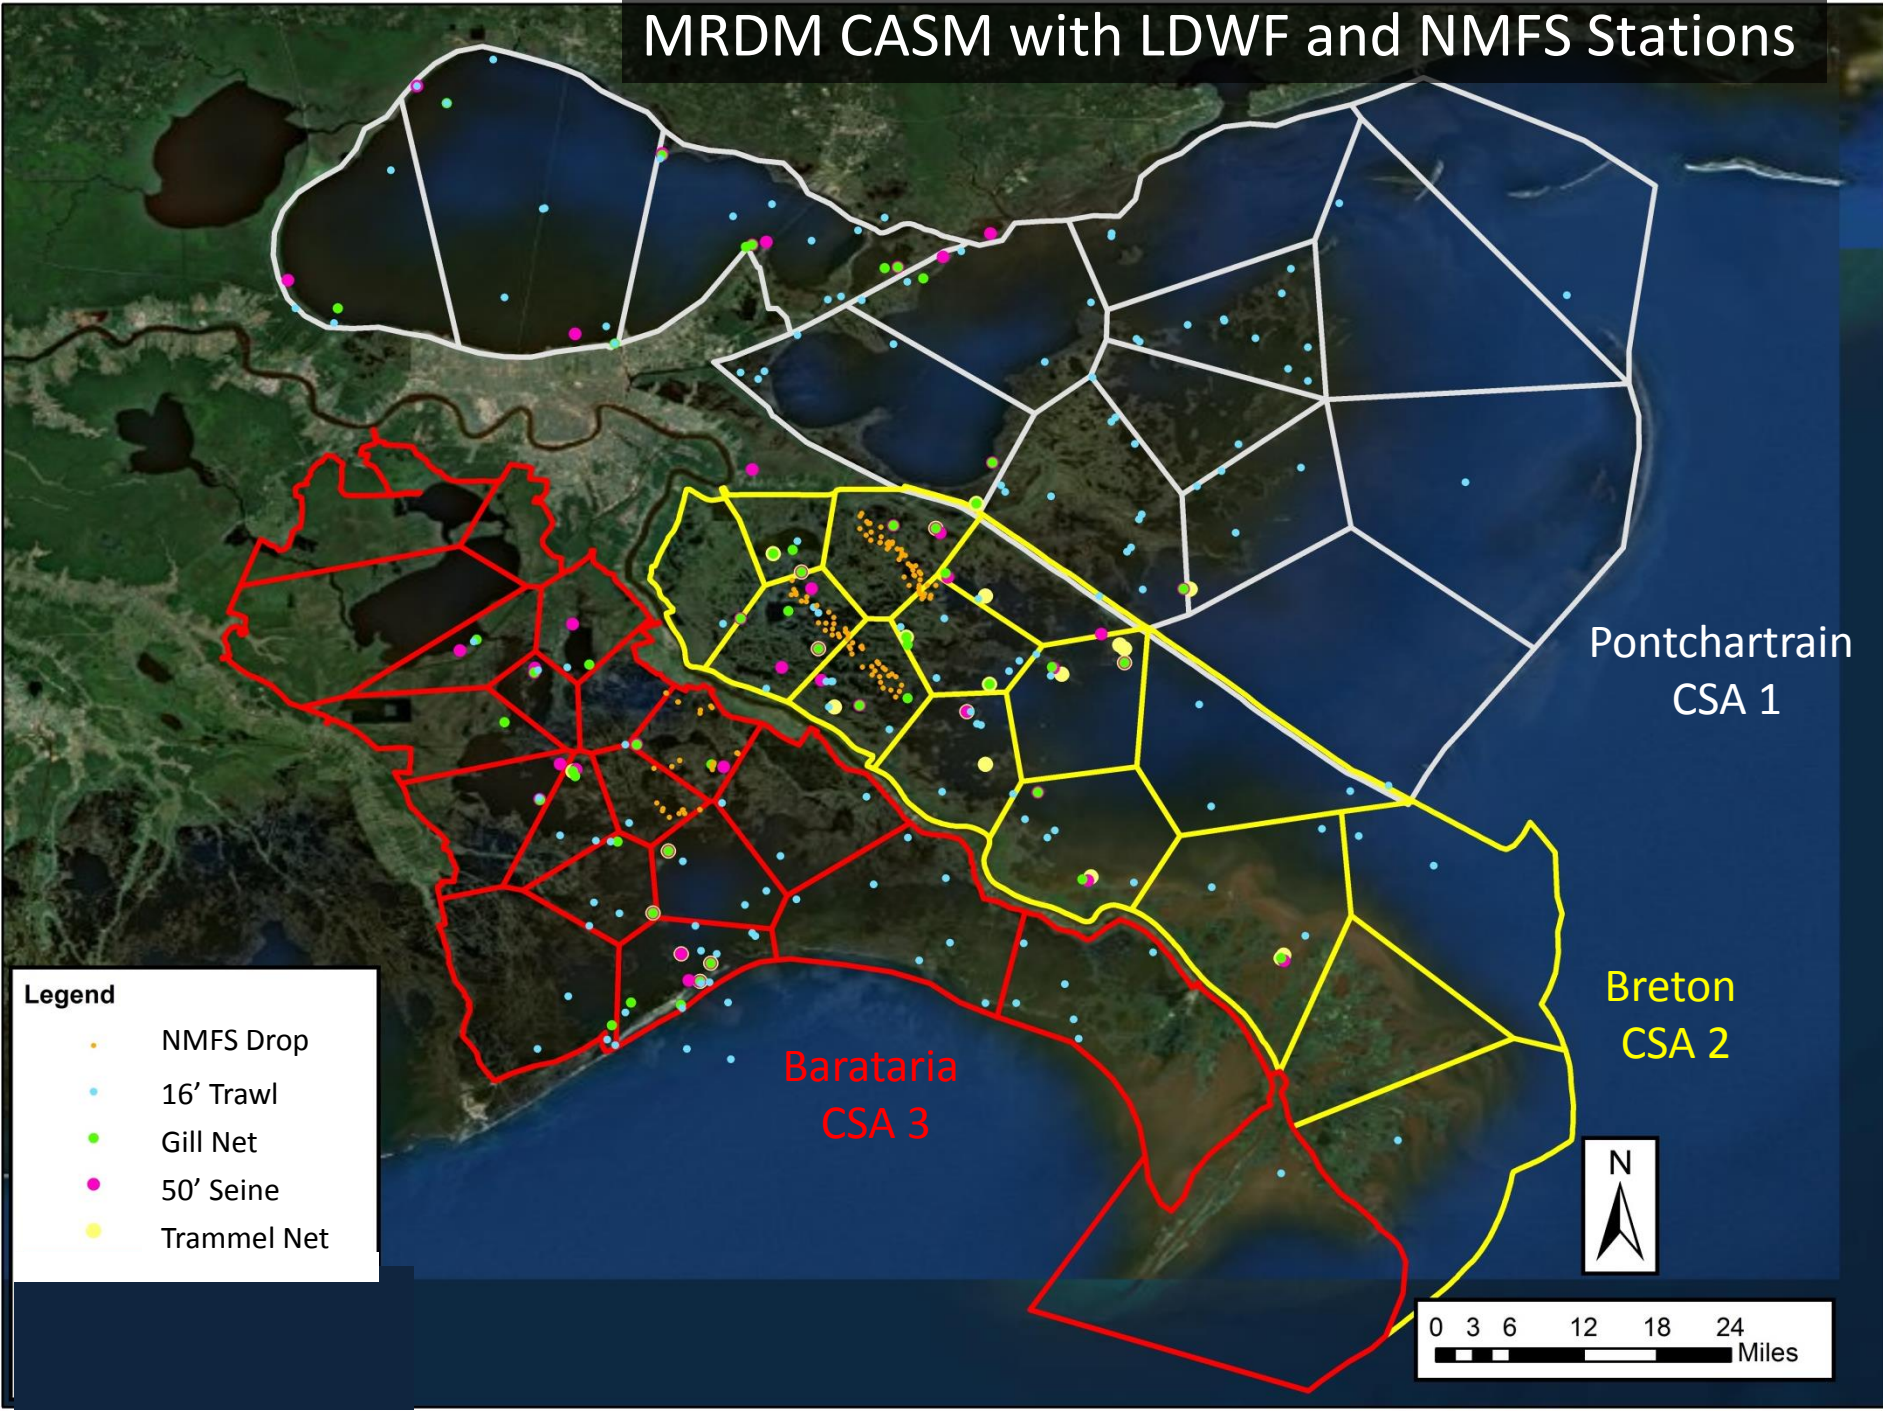 MRDM CASM with LDWF and NMFS Stations
Pontchartrain
CSA 1
Breton
CSA 2
Barataria
CSA 3
Legend
NMFS Drop
16’ Trawl
Gill Net
50’ Seine
Trammel Net
N
0 3 6 12 18 24
Miles